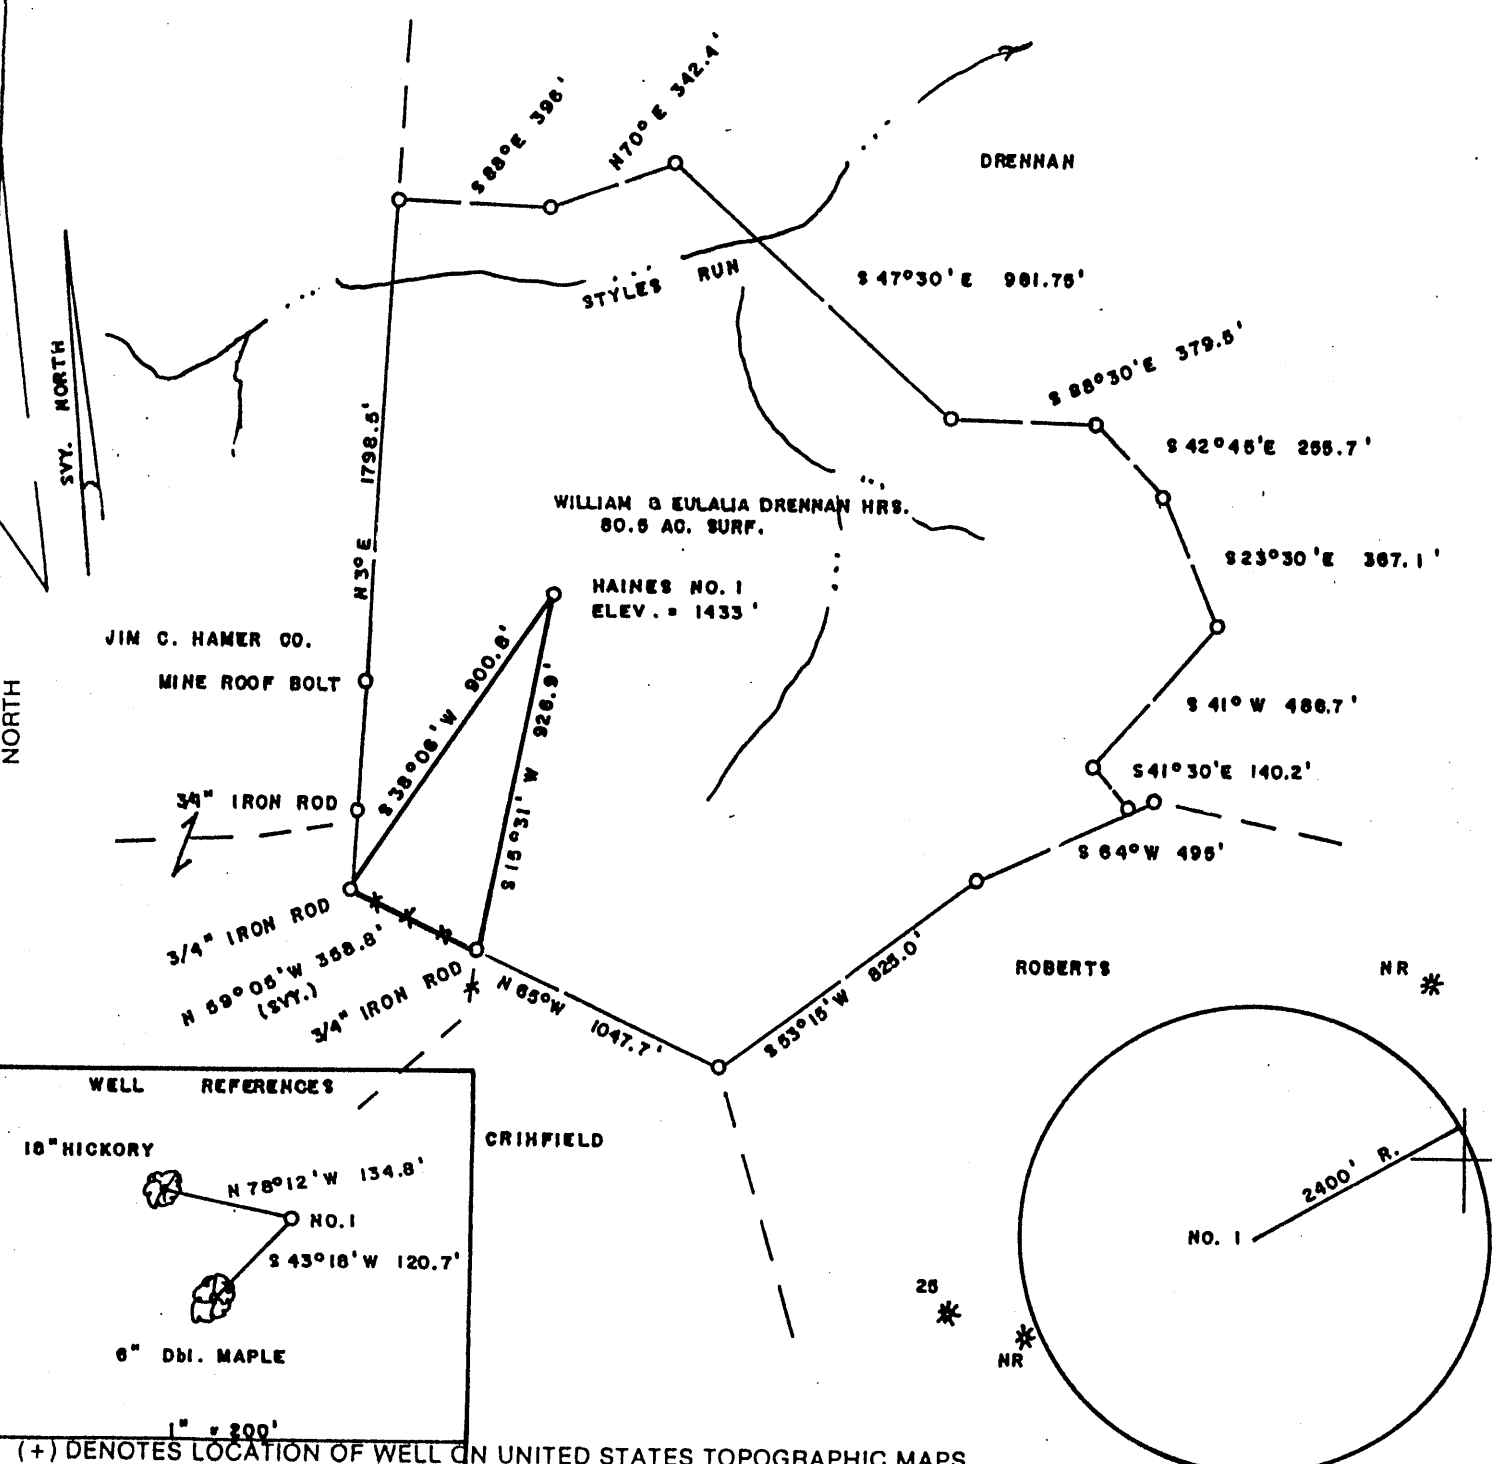 S 88° E 396'
N 70° E 342.4'
DRENNAN
STYLES RUN
S 47° 30' E 981.75'
SVY. NORTH
S 88° 30' E 379.5'
S 42° 45' E 255.7'
N 3° E 1798.5'
WILLIAM & EULALIA DRENNAN HRS.
80.5 AC. SURF.
S 23° 30' E 367.1'
HAINES NO. 1
ELEV. = 1433'
JIM C. HAMER CO.
MINE ROOF BOLT
NORTH
S 38° 06' W 900.8'
S 15° 31' W 926.9'
S 41° W 486.7'
S 41° 30' E 140.2'
3/4" IRON ROD
S 64° W 495'
3/4" IRON ROD
N 59° 05' W 358.8'
(SVY.)
3/4" IRON ROD
N 65° W 1047.7'
S 53° 15' W 825.0'
ROBERTS
NR
WELL REFERENCES
18" HICKORY
N 78° 12' W 134.8'
NO. 1
S 43° 18' W 120.7'
6" Dbl. MAPLE
1" = 200'
CRIHFIELD
2400' R.
NO. 1
25
NR
(+) DENOTES LOCATION OF WELL ON UNITED STATES TOPOGRAPHIC MAPS